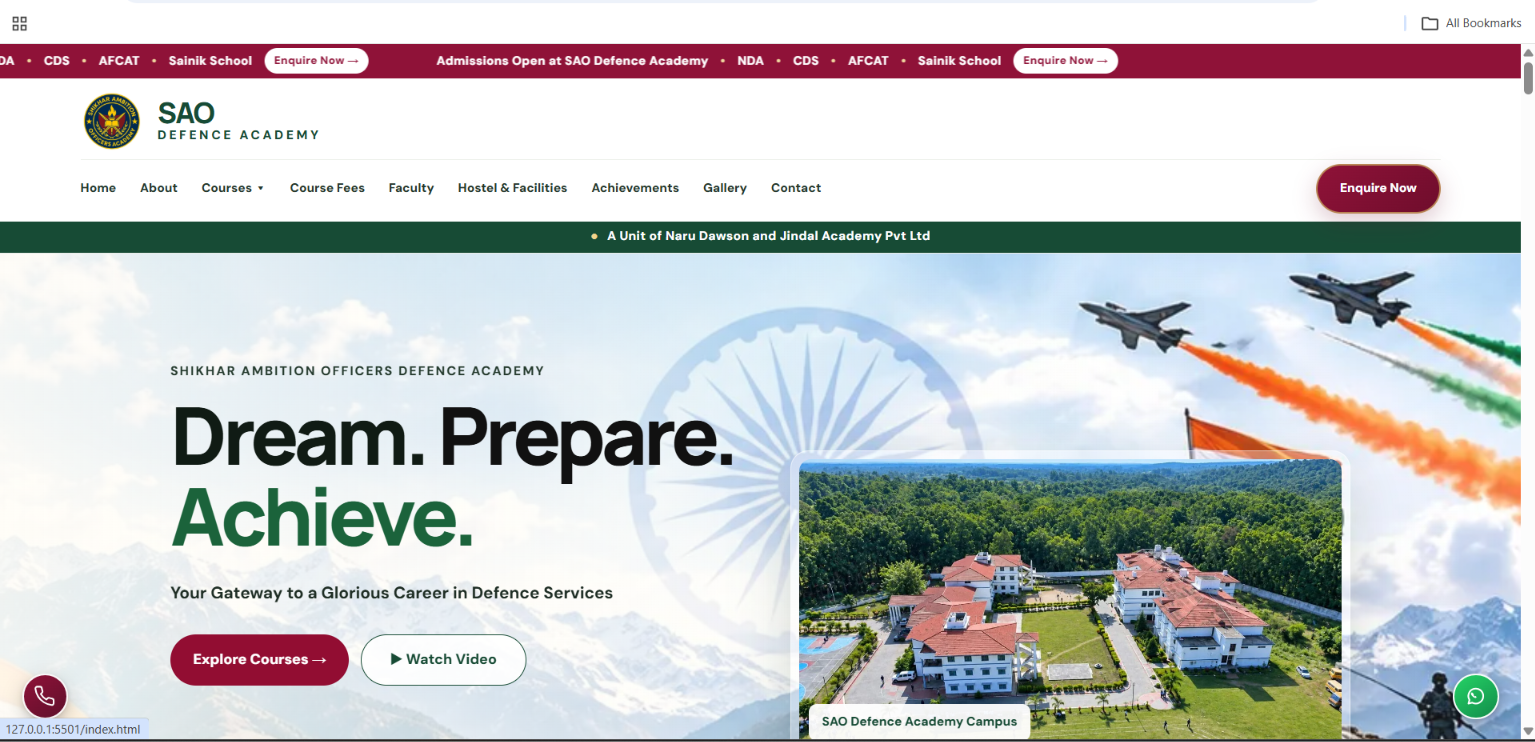 All Bookmarks
DA • CDS • AFCAT • Sainik School Enquire Now → Admissions Open at SAO Defence Academy • NDA • CDS • AFCAT • Sainik School Enquire Now →
SHIKHAR AMBITION
OFFICERS ACADEMY
SAO
DEFENCE ACADEMY
Home About Courses ▾ Course Fees Faculty Hostel & Facilities Achievements Gallery Contact Enquire Now
• A Unit of Naru Dawson and Jindal Academy Pvt Ltd
SHIKHAR AMBITION OFFICERS DEFENCE ACADEMY
Dream. Prepare.
Achieve.
Your Gateway to a Glorious Career in Defence Services
Explore Courses → ▶ Watch Video
SAO Defence Academy Campus
127.0.0.1:5501/index.html